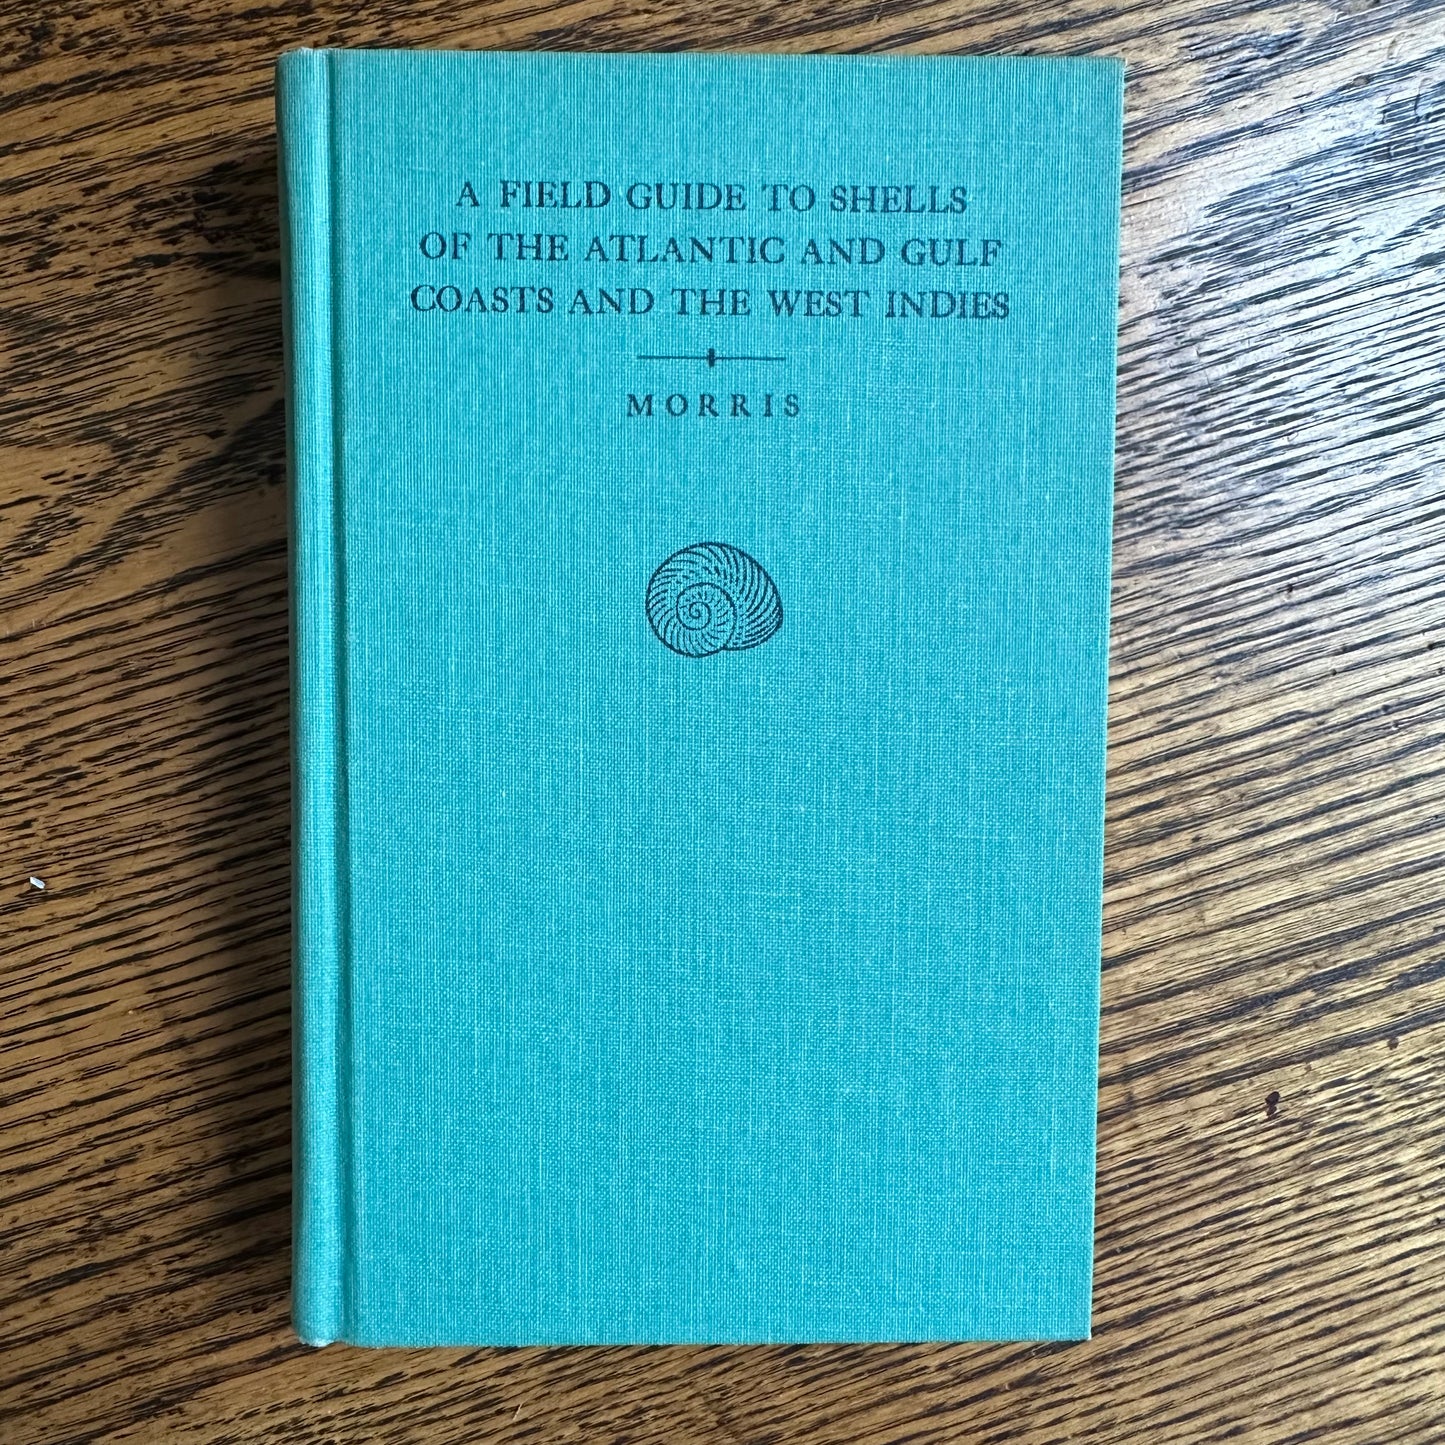 A FIELD GUIDE TO SHELLS
OF THE ATLANTIC AND GULF
COASTS AND THE WEST INDIES
MORRIS